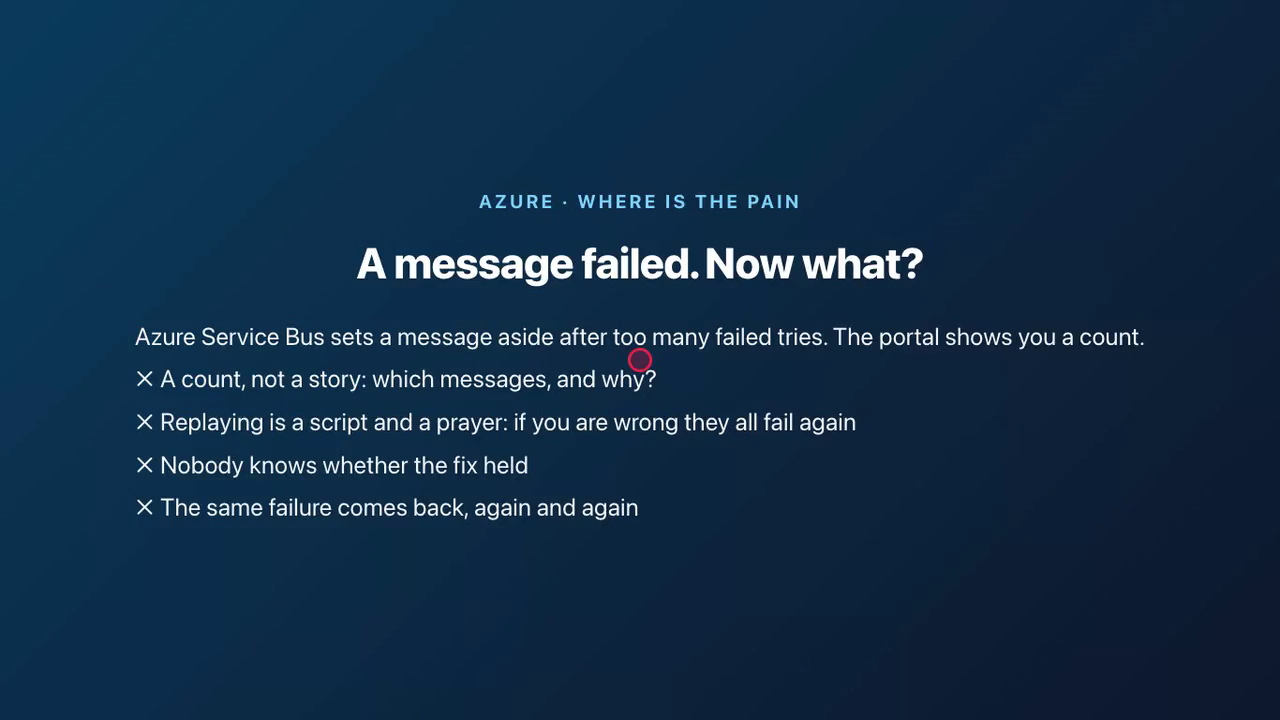 AZURE · WHERE IS THE PAIN
A message failed. Now what?
Azure Service Bus sets a message aside after too many failed tries. The portal shows you a count.
✕ A count, not a story: which messages, and why?
✕ Replaying is a script and a prayer: if you are wrong they all fail again
✕ Nobody knows whether the fix held
✕ The same failure comes back, again and again